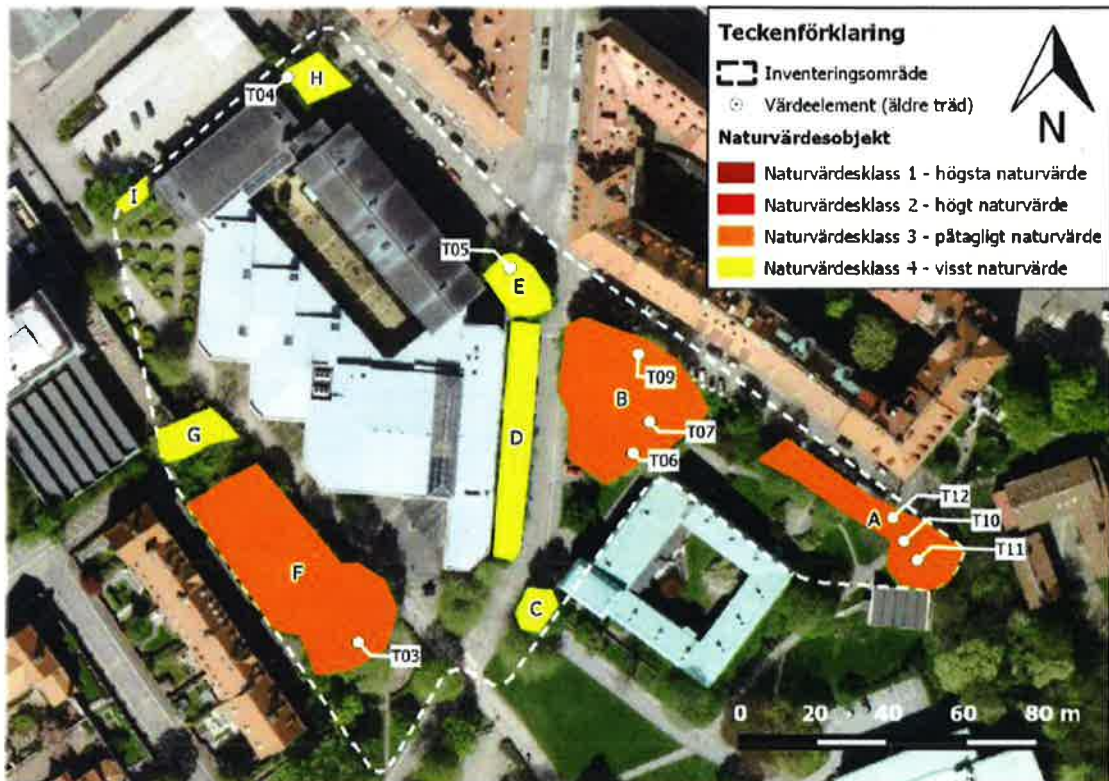 Teckenförklaring
Inventeringsområde
Värdeelement (äldre träd)
N
Naturvärdesobjekt
Naturvärdesklass 1 - högsta naturvärde
Naturvärdesklass 2 - högt naturvärde
Naturvärdesklass 3 - påtagligt naturvärde
Naturvärdesklass 4 - visst naturvärde
H
T04
I
T05
E
T09
B
T07
D
G
T06
T12
A
T10
T11
F
C
T03
0 20 40 60 80 m